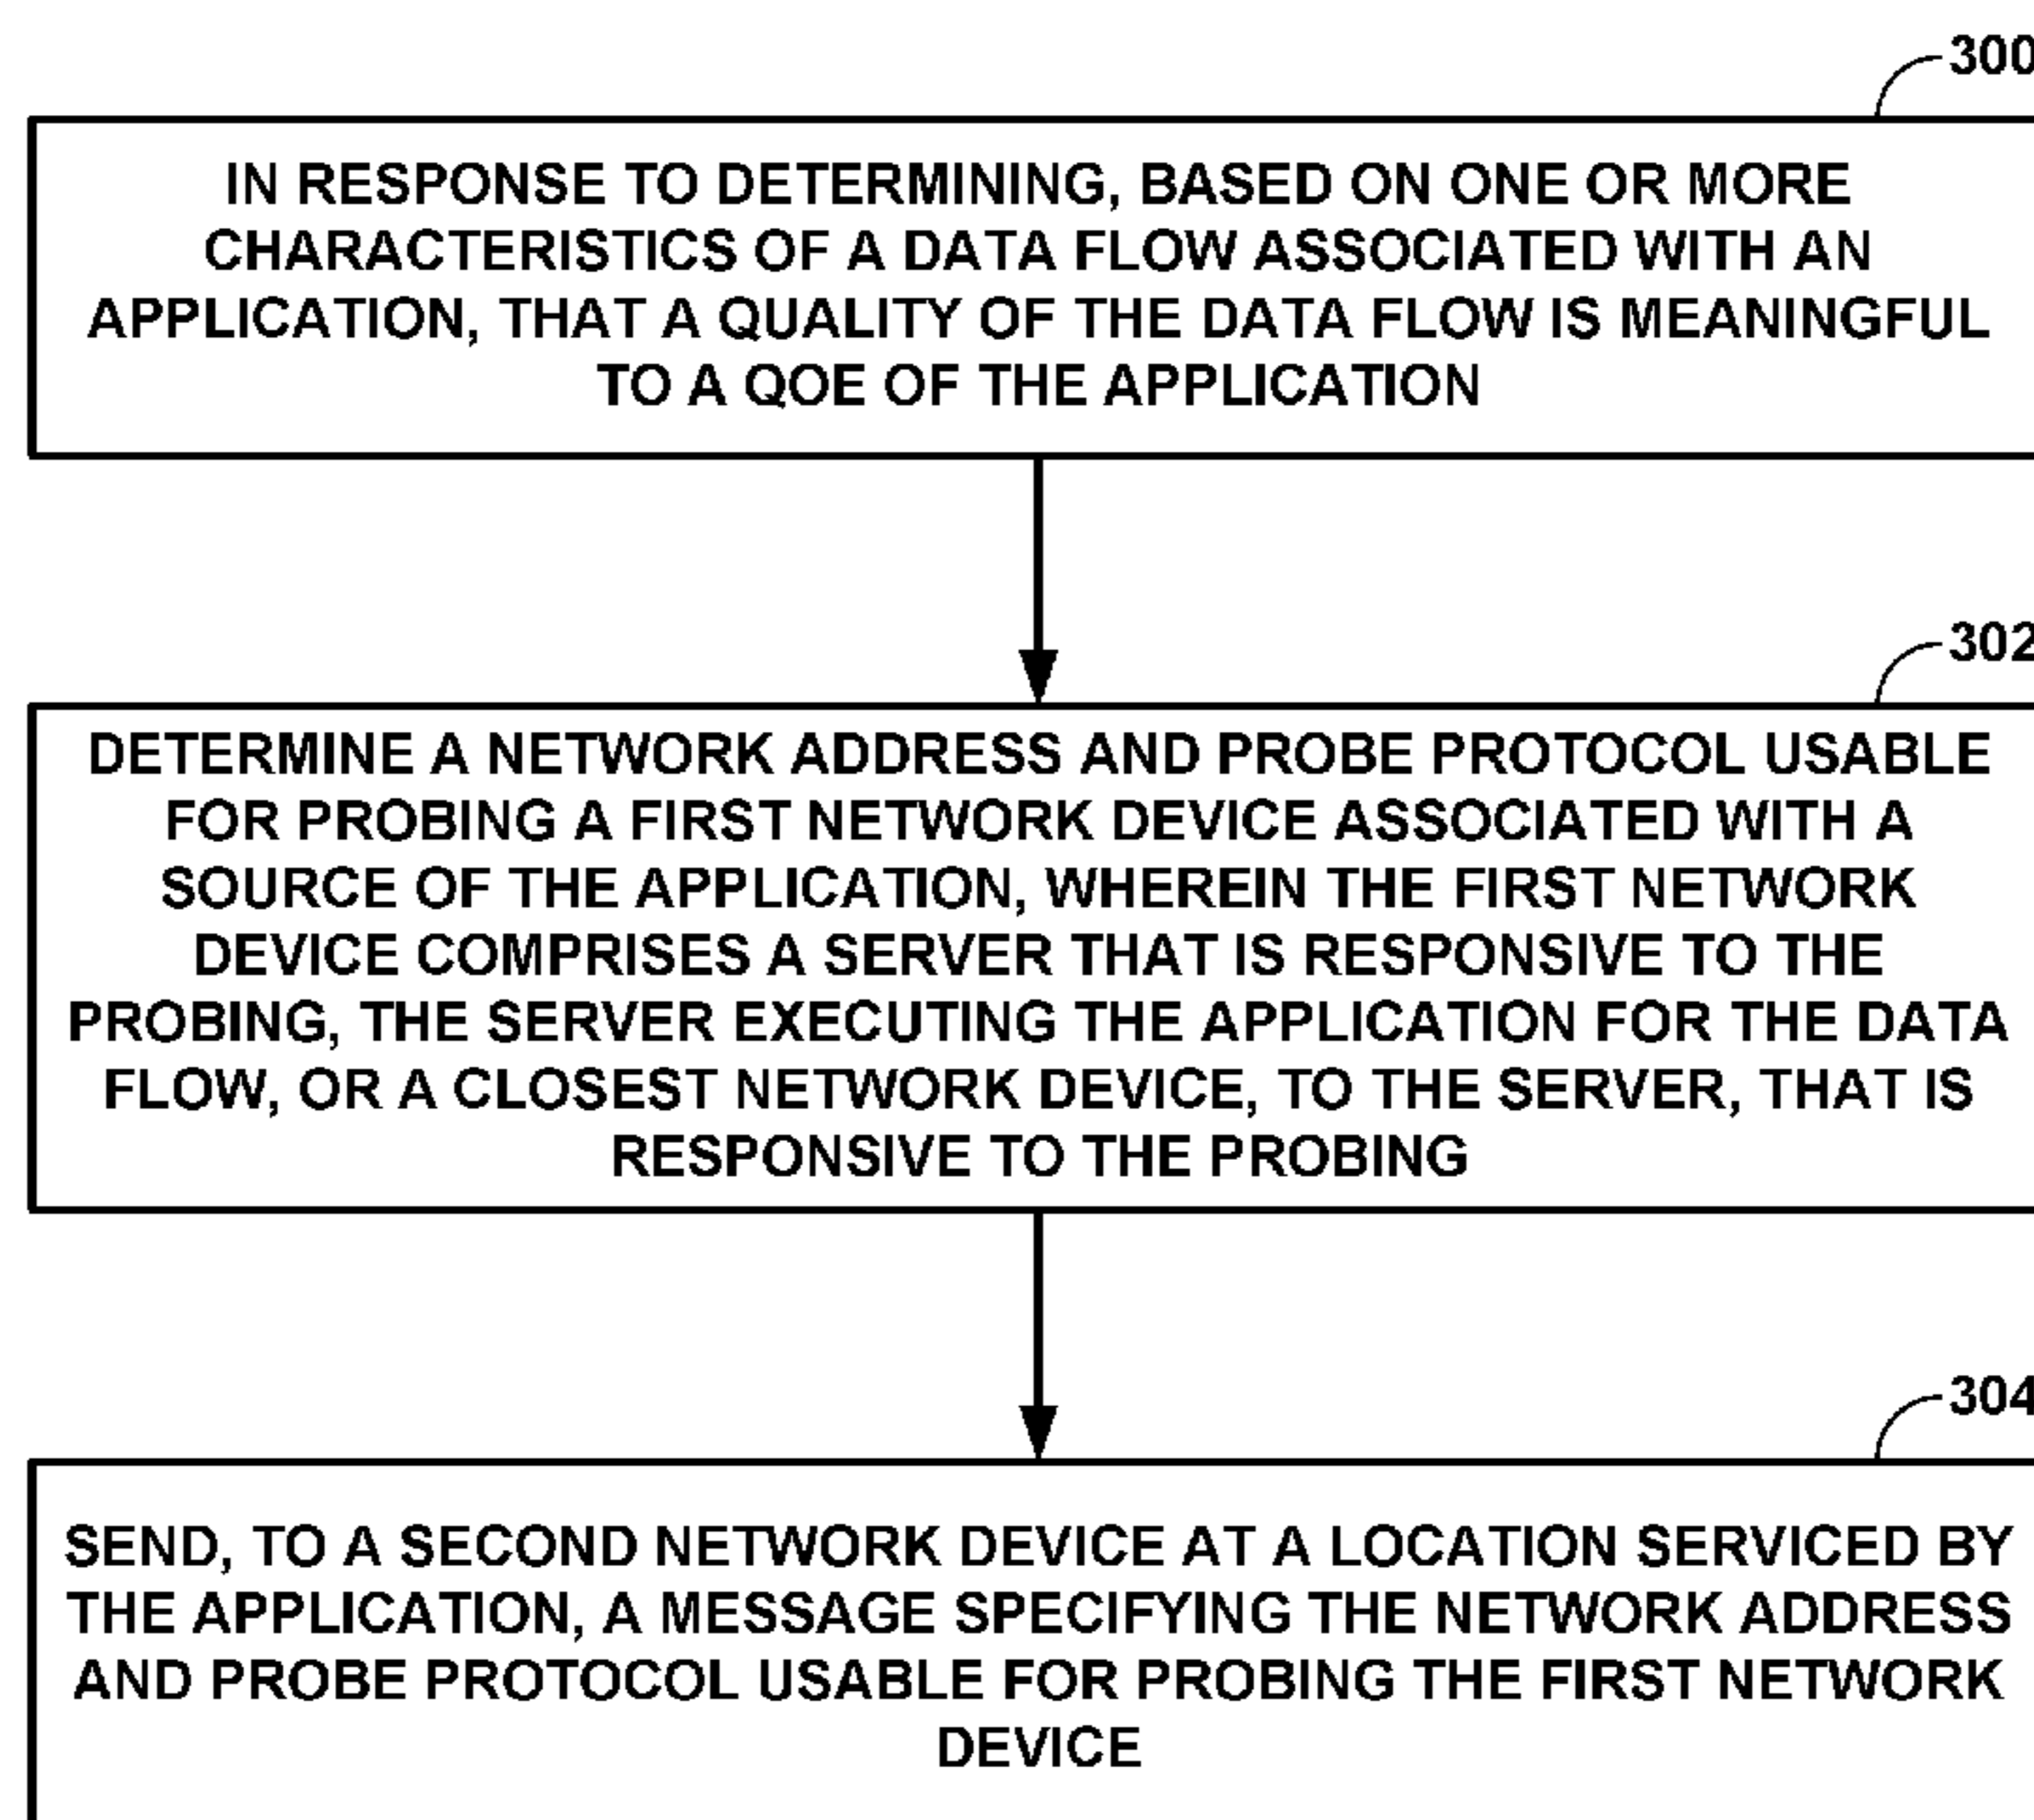 300
IN RESPONSE TO DETERMINING, BASED ON ONE OR MORE
CHARACTERISTICS OF A DATA FLOW ASSOCIATED WITH AN
APPLICATION, THAT A QUALITY OF THE DATA FLOW IS MEANINGFUL
TO A QOE OF THE APPLICATION
302
DETERMINE A NETWORK ADDRESS AND PROBE PROTOCOL USABLE
FOR PROBING A FIRST NETWORK DEVICE ASSOCIATED WITH A
SOURCE OF THE APPLICATION, WHEREIN THE FIRST NETWORK
DEVICE COMPRISES A SERVER THAT IS RESPONSIVE TO THE
PROBING, THE SERVER EXECUTING THE APPLICATION FOR THE DATA
FLOW, OR A CLOSEST NETWORK DEVICE, TO THE SERVER, THAT IS
RESPONSIVE TO THE PROBING
304
SEND, TO A SECOND NETWORK DEVICE AT A LOCATION SERVICED BY
THE APPLICATION, A MESSAGE SPECIFYING THE NETWORK ADDRESS
AND PROBE PROTOCOL USABLE FOR PROBING THE FIRST NETWORK
DEVICE